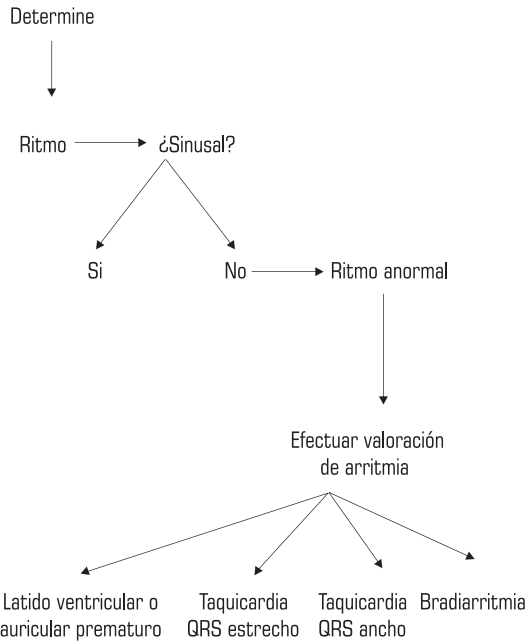 Determine
Ritmo
¿Sinusal?
Si
No
Ritmo anormal
Efectuar valoración
de arritmia
Latido ventricular o
auricular prematuro
Taquicardia
QRS estrecho
Taquicardia
QRS ancho
Bradiarritmia